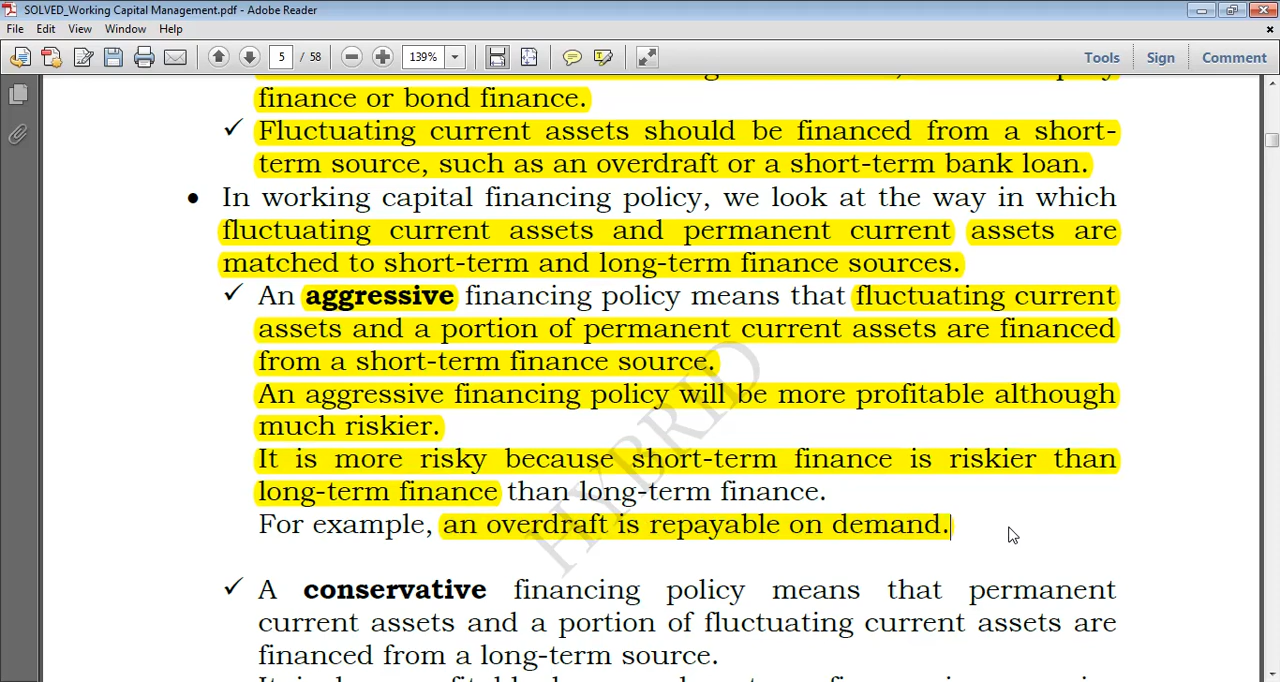 SOLVED_Working Capital Management.pdf - Adobe Reader
File Edit View Window Help
5 / 58 139% Tools Sign Comment
finance or bond finance.
✓ Fluctuating current assets should be financed from a short-
term source, such as an overdraft or a short-term bank loan.
• In working capital financing policy, we look at the way in which
fluctuating current assets and permanent current assets are
matched to short-term and long-term finance sources.
✓ An aggressive financing policy means that fluctuating current
assets and a portion of permanent current assets are financed
from a short-term finance source.
An aggressive financing policy will be more profitable although
much riskier.
It is more risky because short-term finance is riskier than
long-term finance than long-term finance.
For example, an overdraft is repayable on demand.
✓ A conservative financing policy means that permanent
current assets and a portion of fluctuating current assets are
financed from a long-term source.
HYBRID